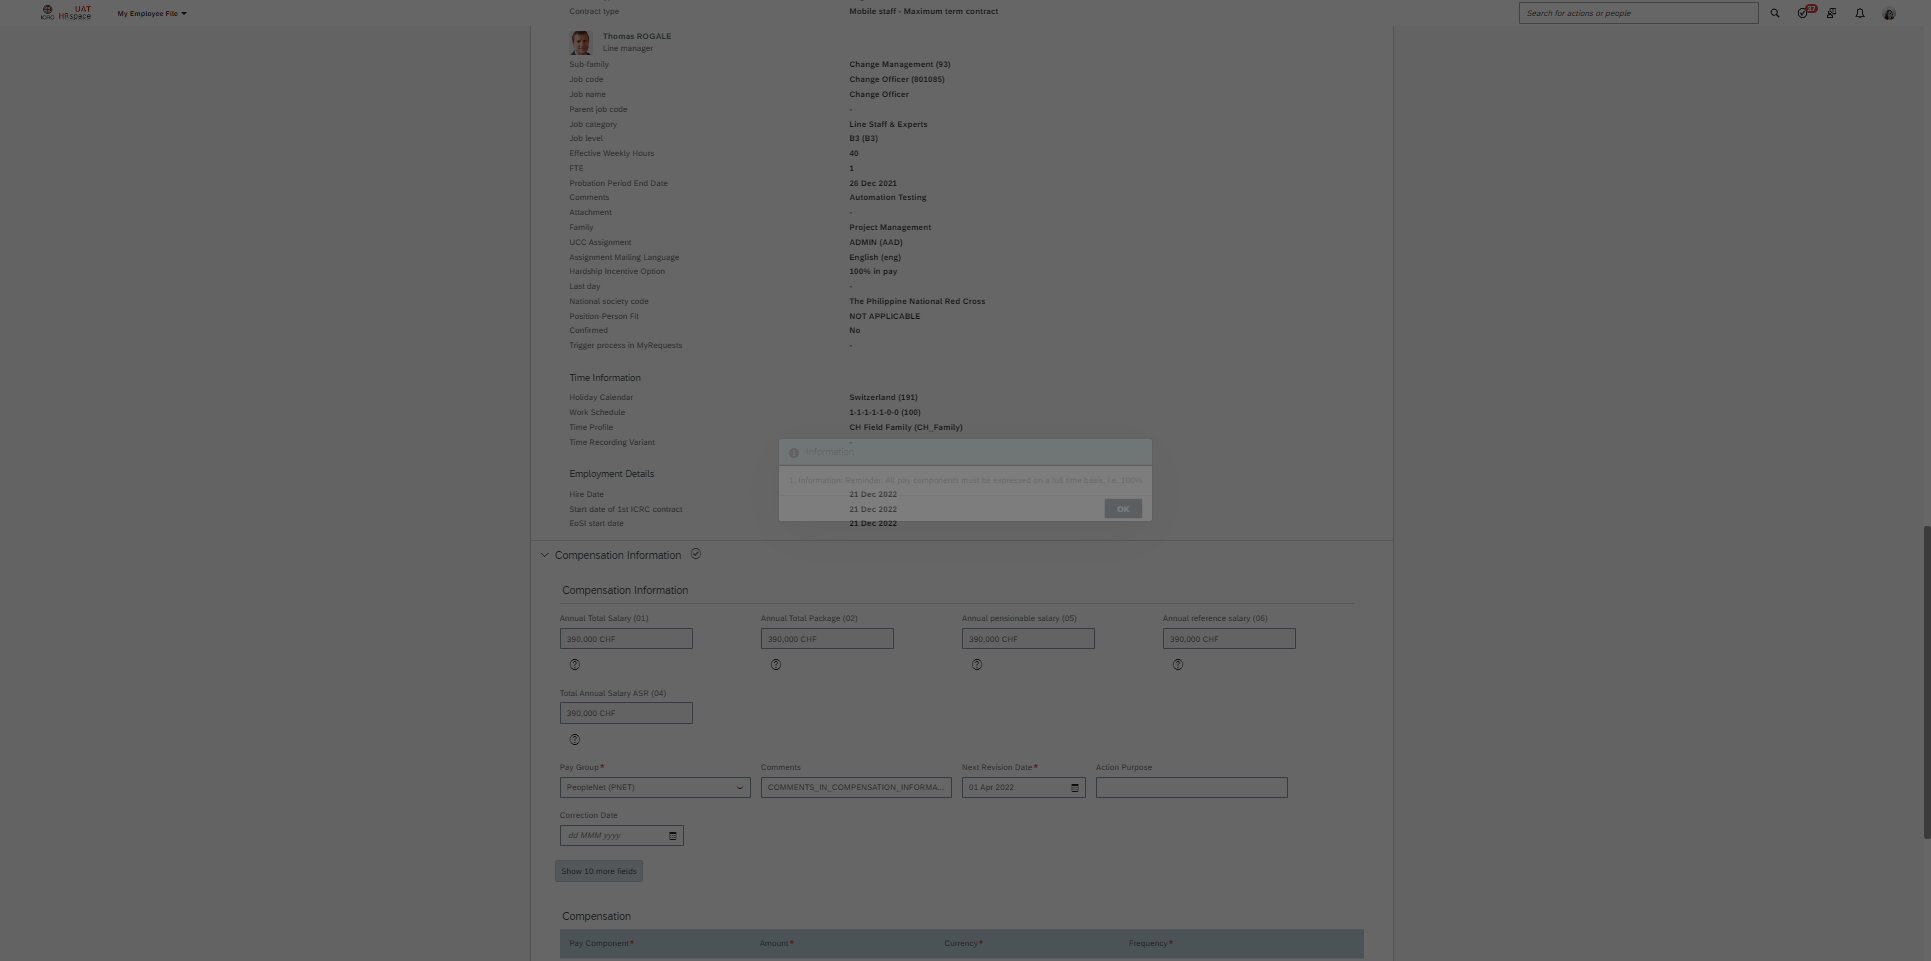 ICRC HRspace UAT
My Employee File
Search for actions or people
37
Contract type Mobile staff - Maximum term contract
Thomas ROGALE
Line manager
Sub-family Change Management (93)
Job code Change Officer (801085)
Job name Change Officer
Parent job code -
Job category Line Staff & Experts
Job level B3 (B3)
Effective Weekly Hours 40
FTE 1
Probation Period End Date 26 Dec 2021
Comments Automation Testing
Attachment -
Family Project Management
UCC Assignment ADMIN (AAD)
Assignment Mailing Language English (eng)
Hardship Incentive Option 100% in pay
Last day -
National society code The Philippine National Red Cross
Position-Person Fit NOT APPLICABLE
Confirmed No
Trigger process in MyRequests -
Time Information
Holiday Calendar Switzerland (191)
Work Schedule 1-1-1-1-1-0-0 (100)
Time Profile CH Field Family (CH_Family)
Time Recording Variant -
Information
Employment Details
1. Information: Reminder: All pay components must be expressed on a full time basis, i.e. 100%
Hire Date 21 Dec 2022
Start date of 1st ICRC contract 21 Dec 2022
OK
EoSI start date 21 Dec 2022
Compensation Information
Compensation Information
Annual Total Salary (01) Annual Total Package (02) Annual pensionable salary (05) Annual reference salary (06)
390,000 CHF 390,000 CHF 390,000 CHF 390,000 CHF
Total Annual Salary ASR (04)
390,000 CHF
Pay Group* Comments Next Revision Date* Action Purpose
PeopleNet (PNET) COMMENTS_IN_COMPENSATION_INFORMA... 01 Apr 2022
Correction Date
dd MMM yyyy
Show 10 more fields
Compensation
Pay Component* Amount* Currency* Frequency*